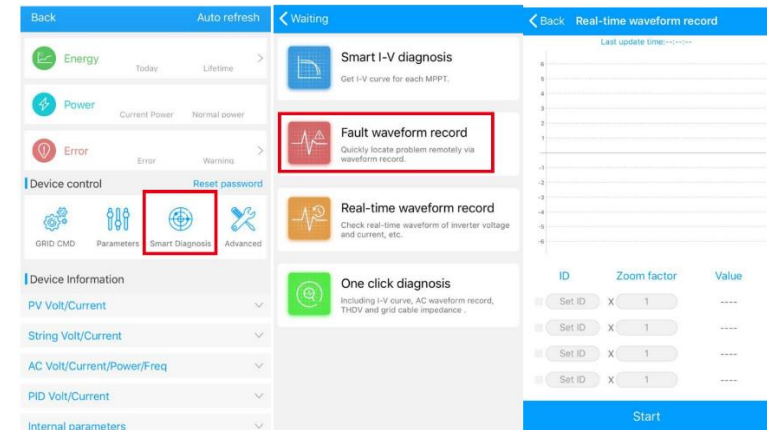 Back Auto refresh
Energy
Today Lifetime
Power
Current Power Normal power
Error
Error Warning
Device control Reset password
GRID CMD Parameters Smart Diagnosis Advanced
Device Information
PV Volt/Current
String Volt/Current
AC Volt/Current/Power/Freq
PID Volt/Current
Internal parameters
Waiting
Smart I-V diagnosis
Get I-V curve for each MPPT.
Fault waveform record
Quickly locate problem remotely via
waveform record.
Real-time waveform record
Check real-time waveform of inverter voltage
and current, etc.
One click diagnosis
Including I-V curve, AC waveform record,
THDV and grid cable impedance .
Back Real-time waveform record
Last update time:--:--:--
6
5
4
3
2
1
-1
-2
-3
-4
-5
-6
ID Zoom factor Value
Set ID X 1 ----
Set ID X 1 ----
Set ID X 1 ----
Set ID X 1 ----
Start